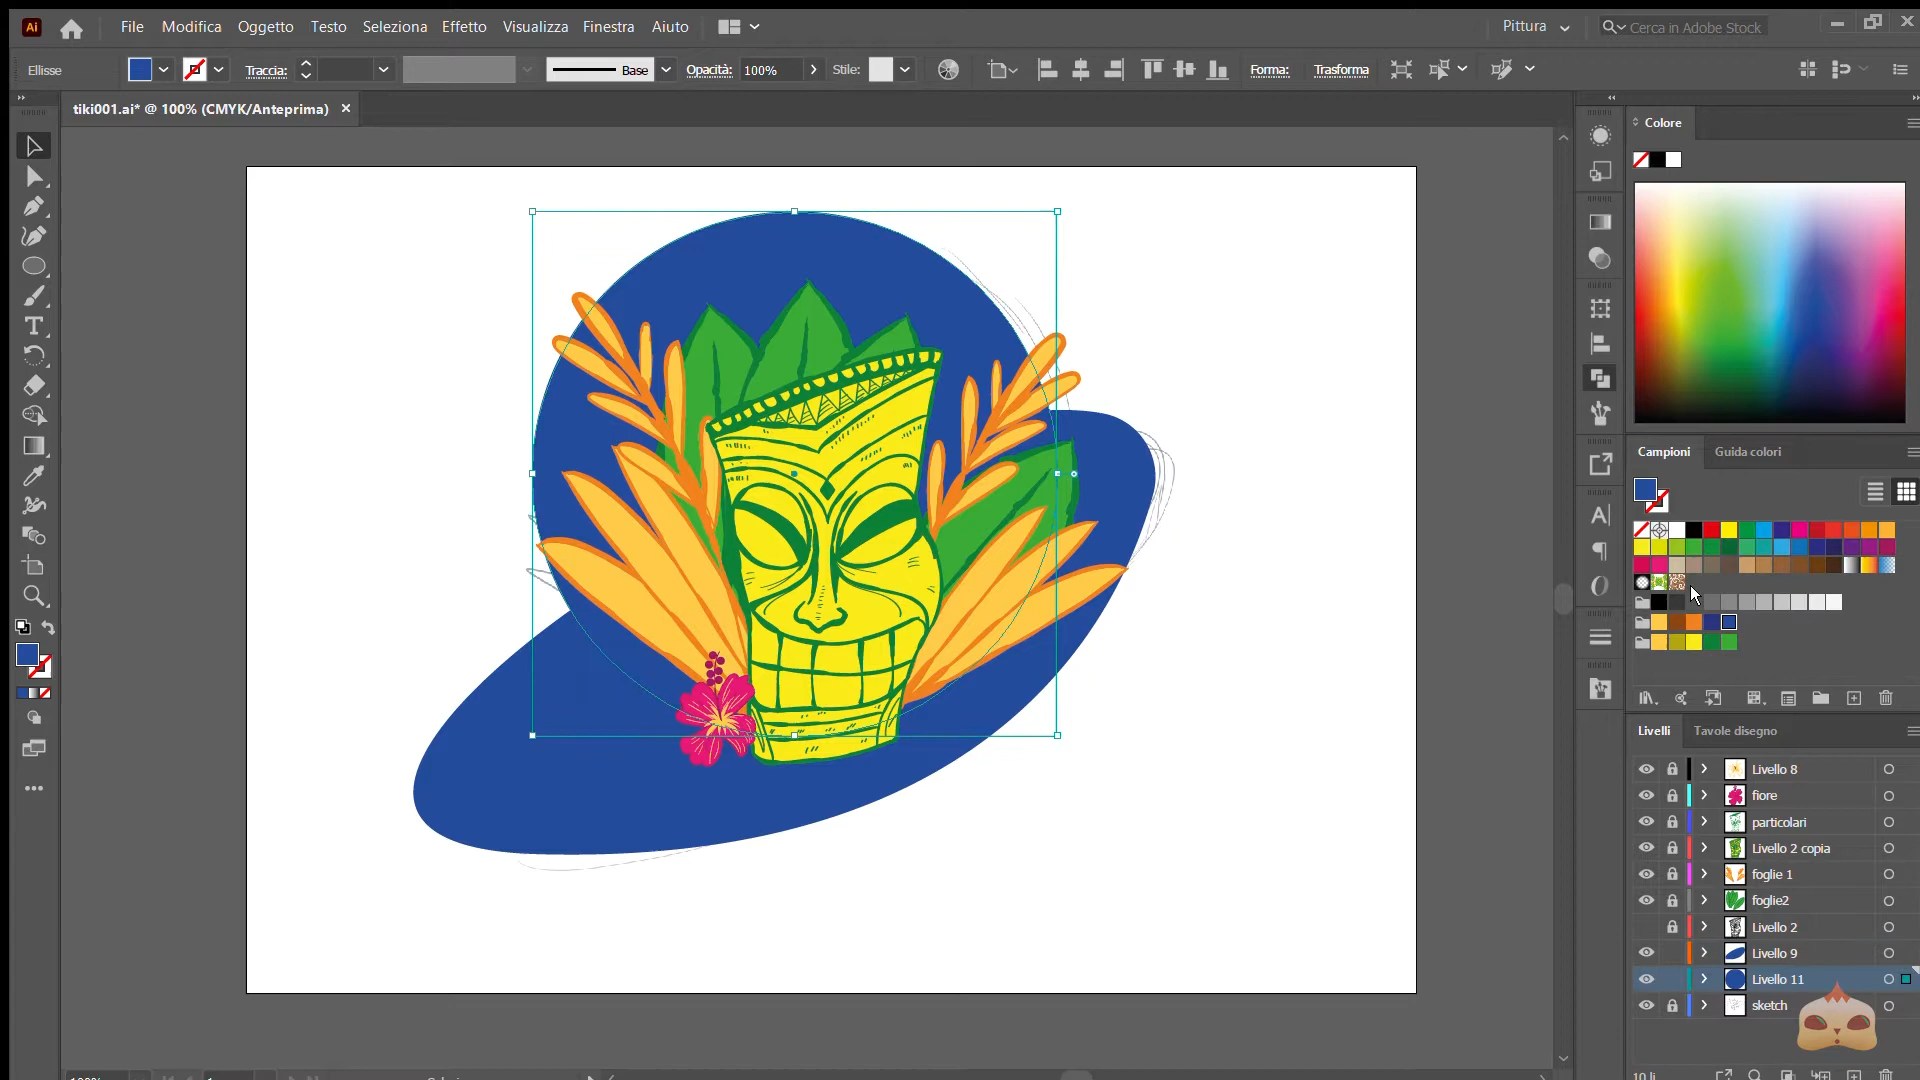 Ai File Modifica Oggetto Testo Seleziona Effetto Visualizza Finestra Aiuto Pittura Cerca in Adobe Stock
Ellisse Traccia: Base Opacità: 100% Stile: Forma: Trasforma
tiki001.ai* @ 100% (CMYK/Anteprima)
Colore
Campioni Guida colori
Livelli Tavole disegno
Livello 8
fiore
particolari
Livello 2 copia
foglie 1
foglie2
Livello 2
Livello 9
Livello 11
sketch